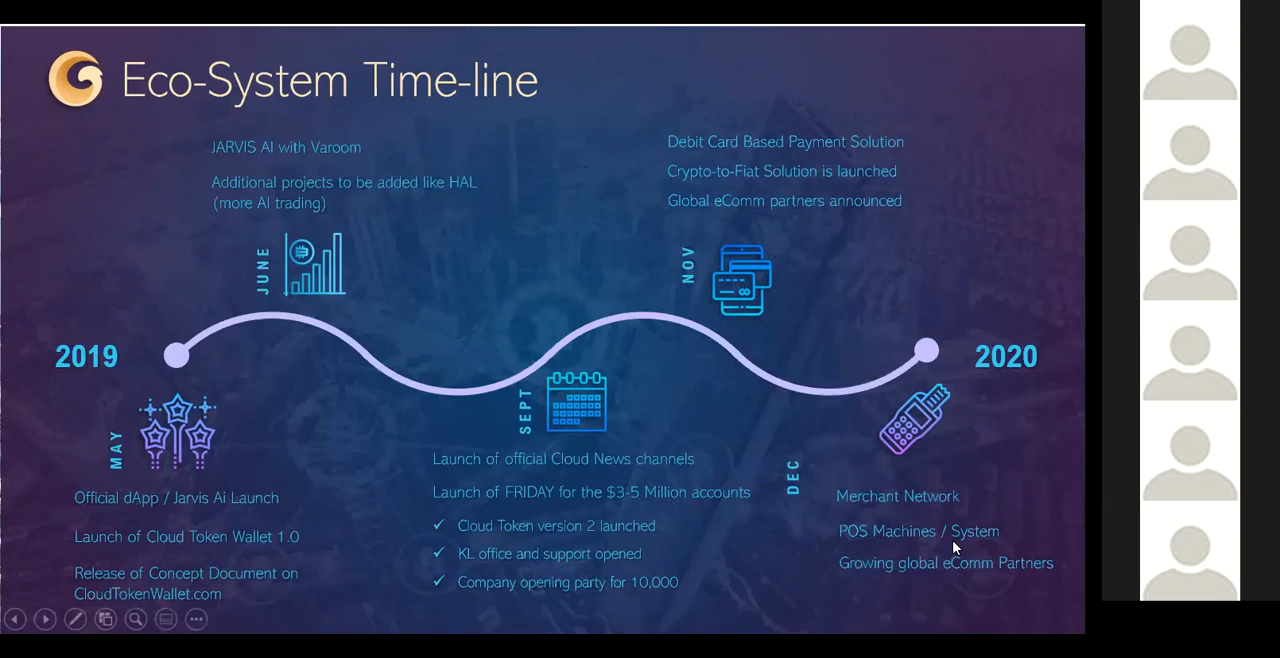 Eco-System Time-line
JARVIS AI with Varoom
Additional projects to be added like HAL
(more AI trading)
JUNE
Debit Card Based Payment Solution
Crypto-to-Fiat Solution is launched
Global eComm partners announced
NOV
2019
2020
MAY
Official dApp / Jarvis Ai Launch
Launch of Cloud Token Wallet 1.0
Release of Concept Document on
CloudTokenWallet.com
SEPT
Launch of official Cloud News channels
Launch of FRIDAY for the $3-5 Million accounts
✓ Cloud Token version 2 launched
✓ KL office and support opened
✓ Company opening party for 10,000
DEC
Merchant Network
POS Machines / System
Growing global eComm Partners